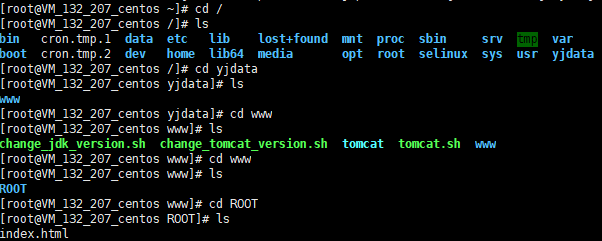 [root@VM_132_207_centos ~]# cd /
[root@VM_132_207_centos /]# ls
bin cron.tmp.1 data etc lib lost+found mnt proc sbin srv tmp var
boot cron.tmp.2 dev home lib64 media opt root selinux sys usr yjdata
[root@VM_132_207_centos /]# cd yjdata
[root@VM_132_207_centos yjdata]# ls
www
[root@VM_132_207_centos yjdata]# cd www
[root@VM_132_207_centos www]# ls
change_jdk_version.sh change_tomcat_version.sh tomcat tomcat.sh www
[root@VM_132_207_centos www]# cd www
[root@VM_132_207_centos www]# ls
ROOT
[root@VM_132_207_centos www]# cd ROOT
[root@VM_132_207_centos ROOT]# ls
index.html